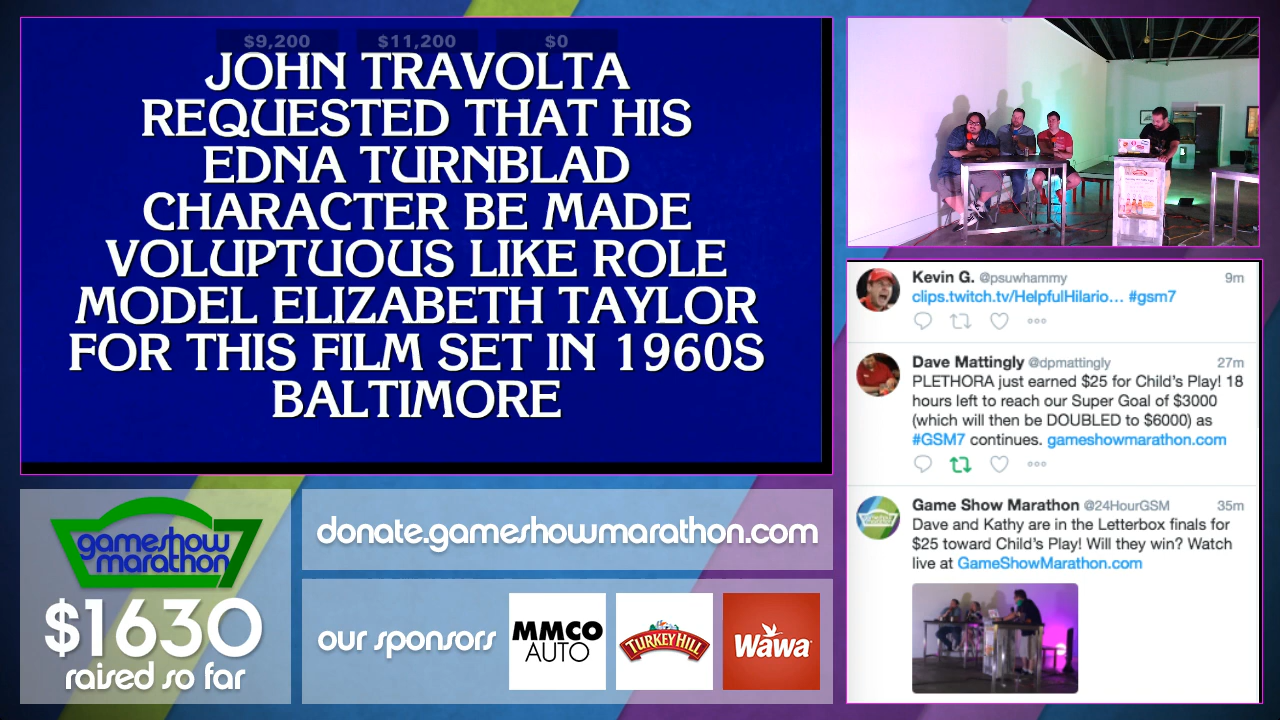 $9,200 $11,200 $0
JOHN TRAVOLTA
REQUESTED THAT HIS
EDNA TURNBLAD
CHARACTER BE MADE
VOLUPTUOUS LIKE ROLE
MODEL ELIZABETH TAYLOR
FOR THIS FILM SET IN 1960S
BALTIMORE
Kevin G. @psuwhammy 9m
clips.twitch.tv/HelpfulHilario… #gsm7
Dave Mattingly @dpmattingly 27m
PLETHORA just earned $25 for Child's Play! 18
hours left to reach our Super Goal of $3000
(which will then be DOUBLED to $6000) as
#GSM7 continues. gameshowmarathon.com
Game Show Marathon @24HourGSM 35m
Dave and Kathy are in the Letterbox finals for
$25 toward Child's Play! Will they win? Watch
live at GameShowMarathon.com
gameshow
marathon
$1630
raised so far
donate.gameshowmarathon.com
our sponsors
MMCO
AUTO
TURKEY HILL
Wawa